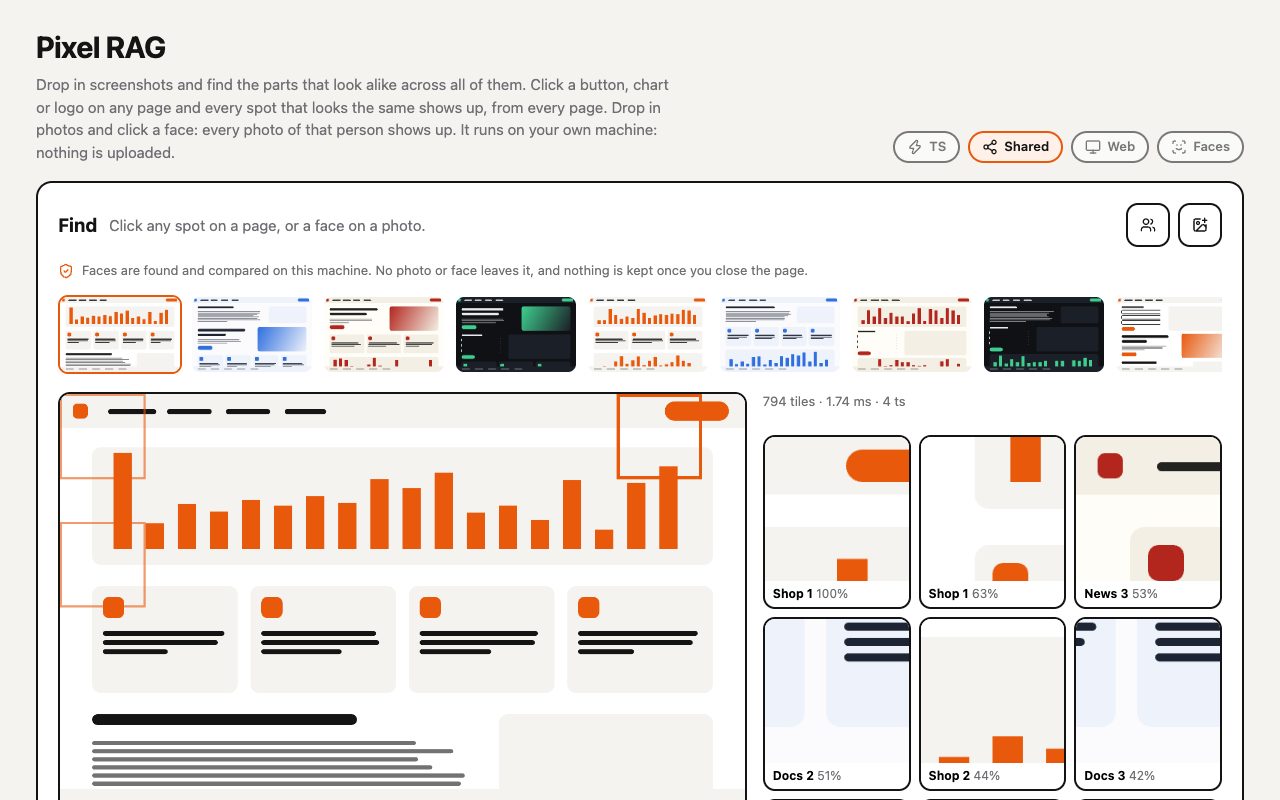 Pixel RAG
Drop in screenshots and find the parts that look alike across all of them. Click a button, chart
or logo on any page and every spot that looks the same shows up, from every page. Drop in
photos and click a face: every photo of that person shows up. It runs on your own machine:
nothing is uploaded.
TS
Shared
Web
Faces
Find
Click any spot on a page, or a face on a photo.
Faces are found and compared on this machine. No photo or face leaves it, and nothing is kept once you close the page.
794 tiles · 1.74 ms · 4 ts
Shop 1 100%
Shop 1 63%
News 3 53%
Docs 2 51%
Shop 2 44%
Docs 3 42%